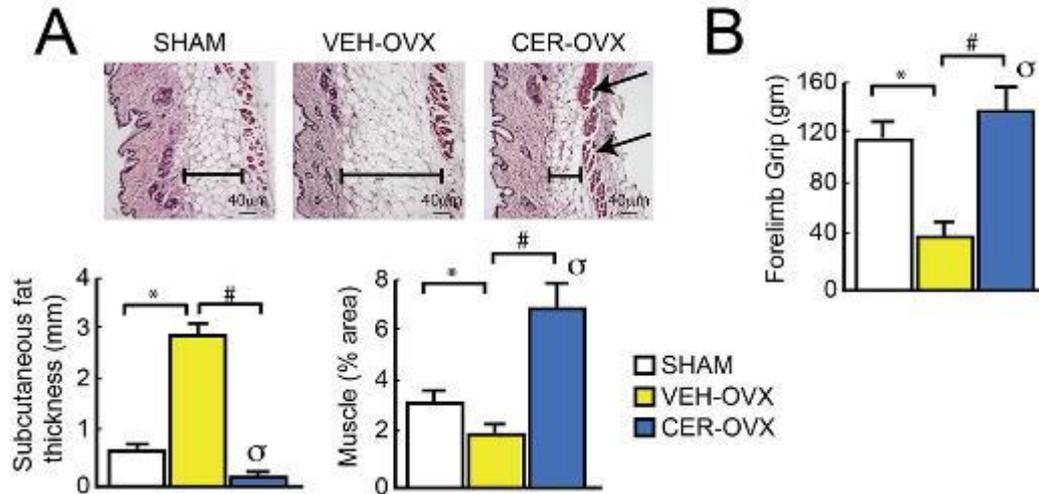 A
SHAM
VEH-OVX
CER-OVX
40μm
40μm
40μm
B
Forelimb Grip (gm)
160
120
80
40
0
*
#
σ
Subcutaneous fat
thickness (mm)
4
3
2
1
0
*
#
σ
Muscle (% area)
8
6
4
2
0
*
#
σ
SHAM
VEH-OVX
CER-OVX